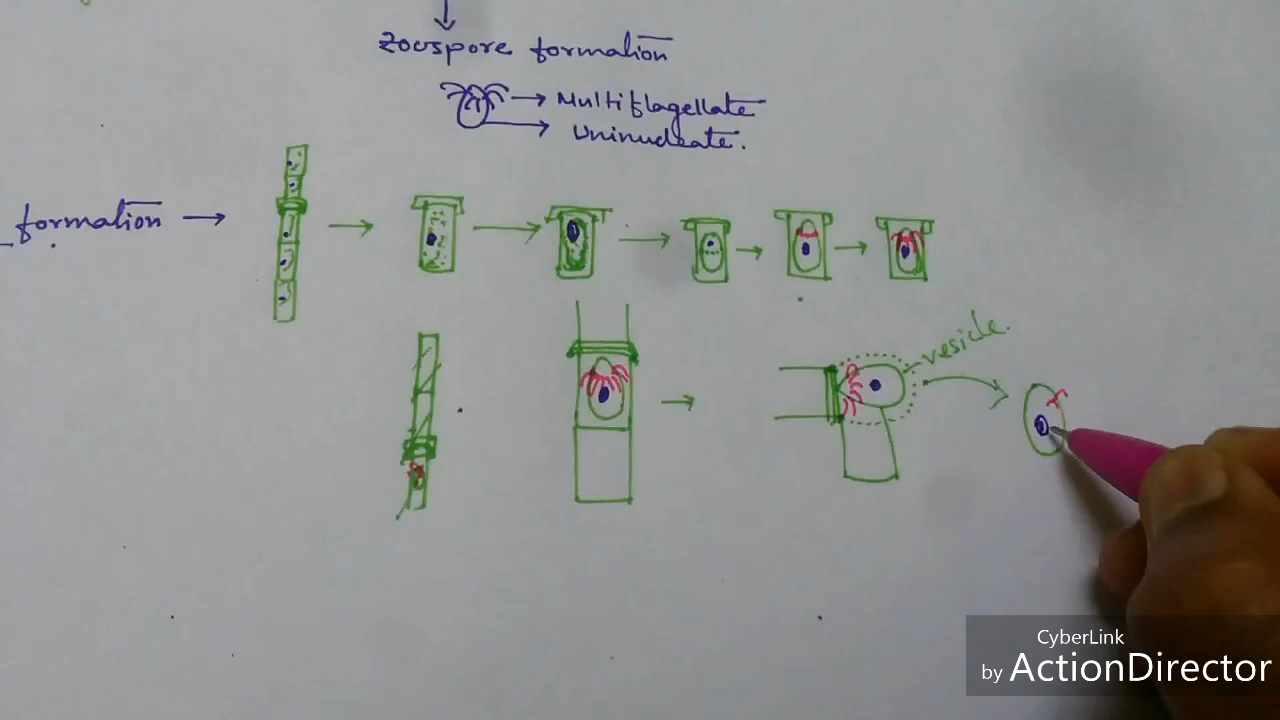 Zoospore formation
Multiflagellate
Uninucleate.
formation
vesicle.
CyberLink
by ActionDirector